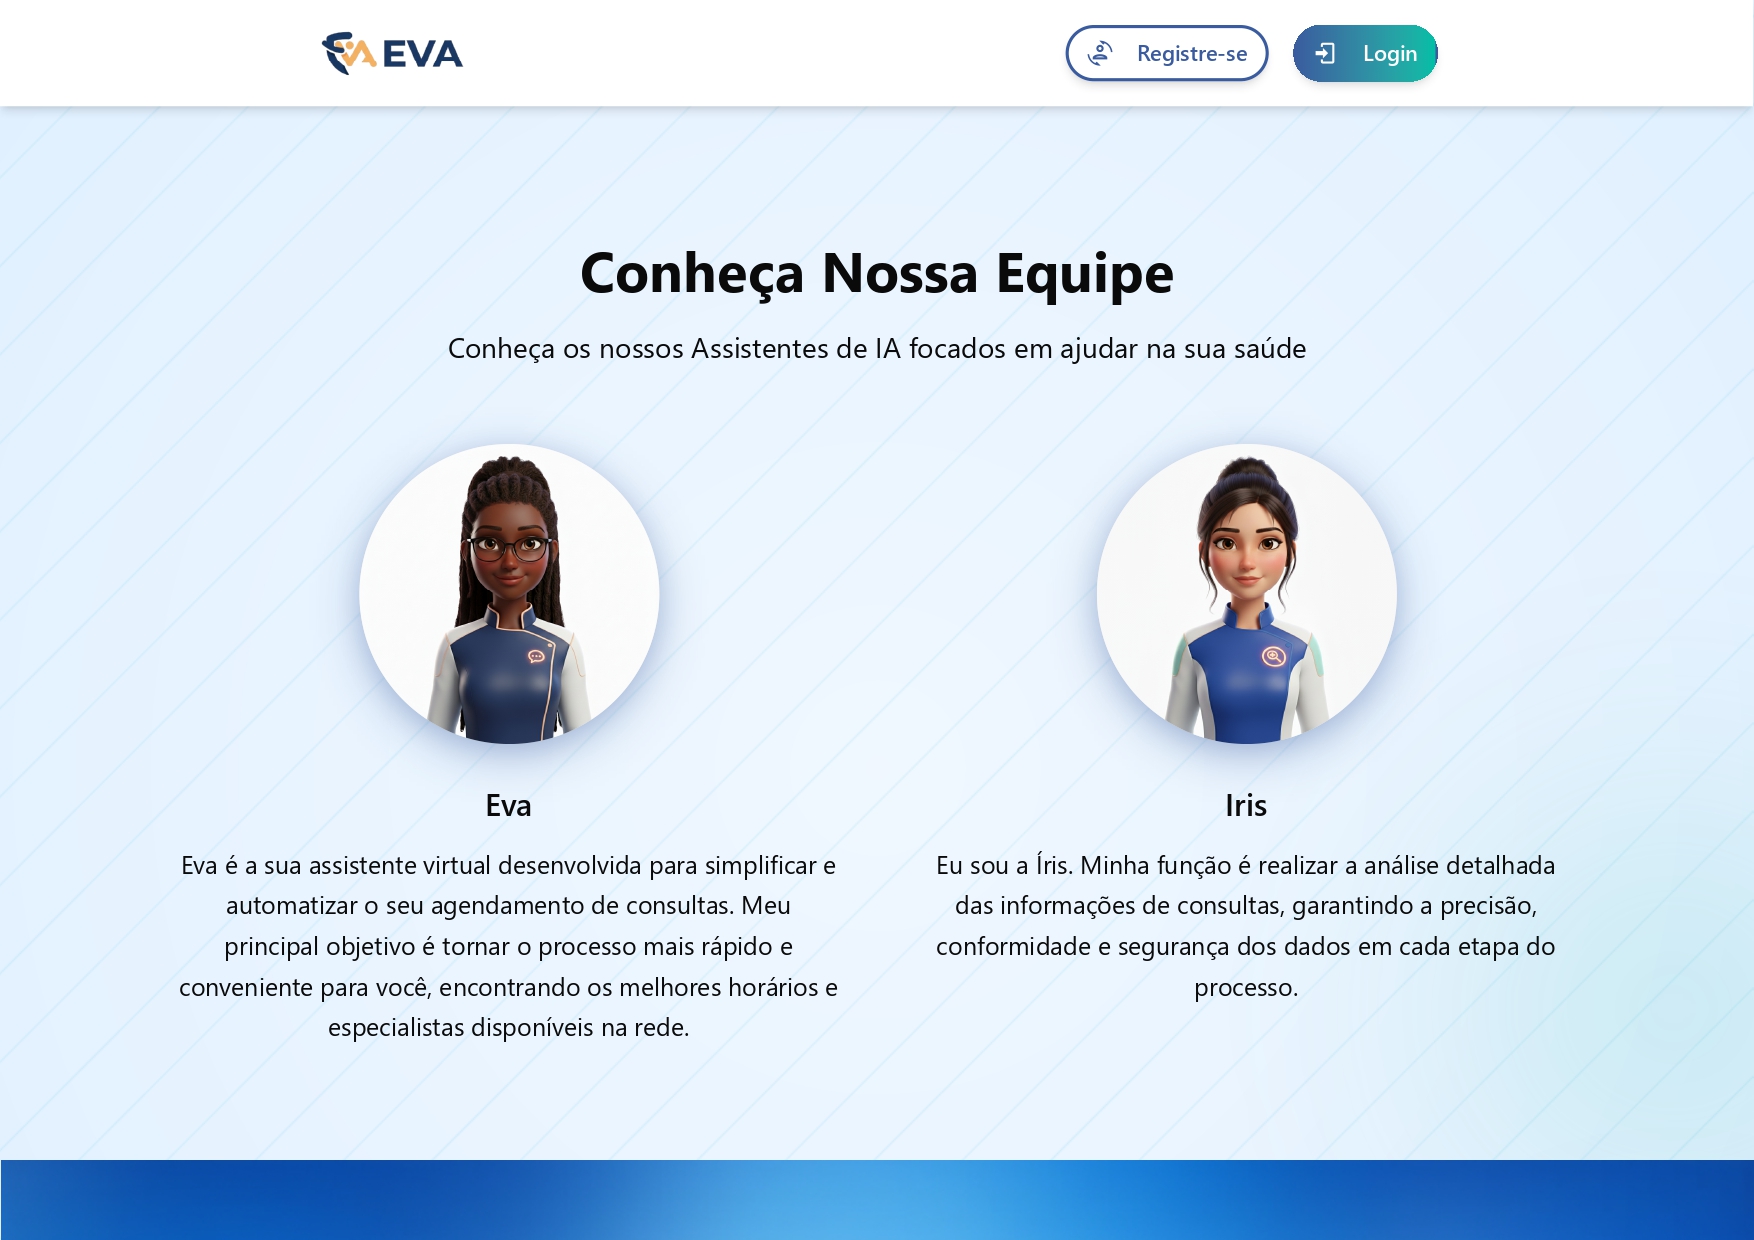 EVA
Registre-se
Login
Conheça Nossa Equipe
Conheça os nossos Assistentes de IA focados em ajudar na sua saúde
Eva
Eva é a sua assistente virtual desenvolvida para simplificar e
automatizar o seu agendamento de consultas. Meu
principal objetivo é tornar o processo mais rápido e
conveniente para você, encontrando os melhores horários e
especialistas disponíveis na rede.
Iris
Eu sou a Íris. Minha função é realizar a análise detalhada
das informações de consultas, garantindo a precisão,
conformidade e segurança dos dados em cada etapa do
processo.